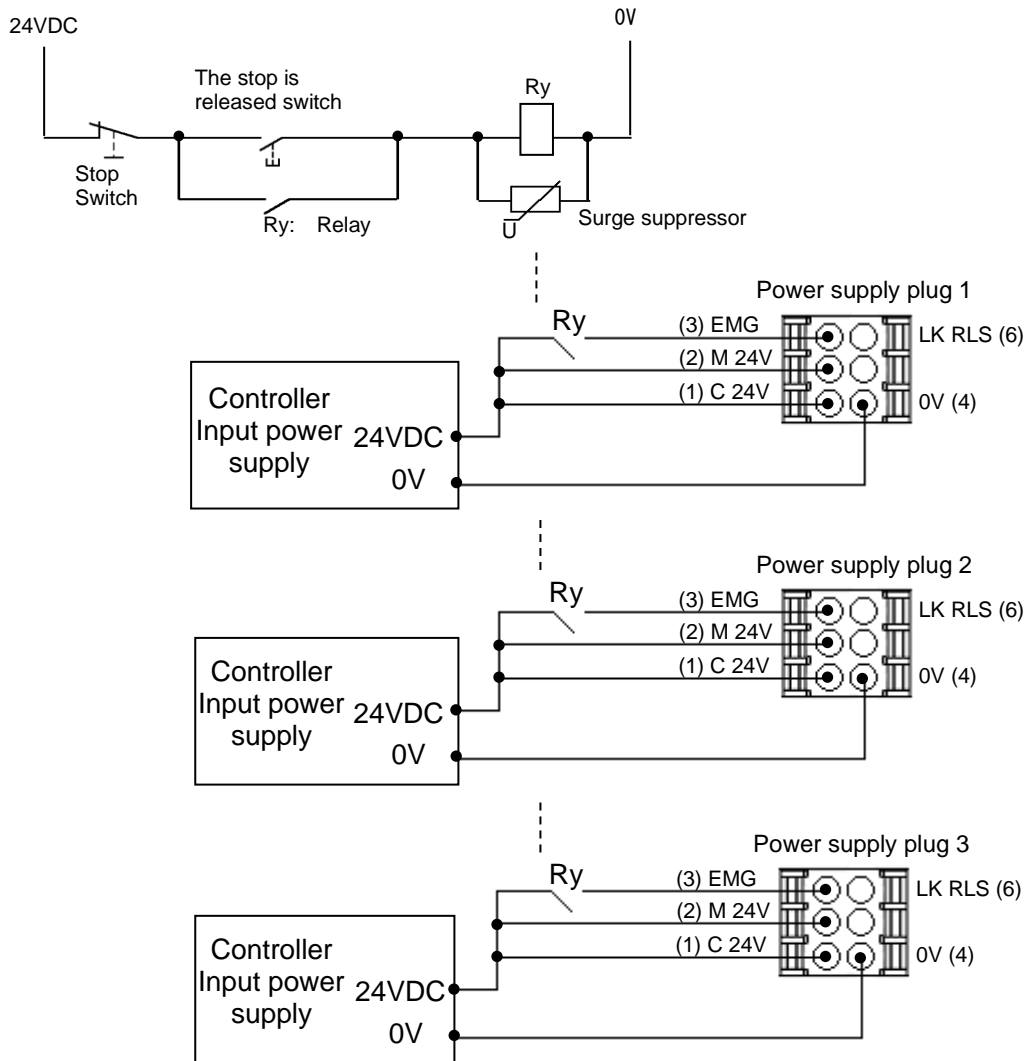 24VDC
0V
The stop is
released switch
Ry
Stop
Switch
Ry: Relay
U
Surge suppressor
Power supply plug 1
Ry
(3) EMG
LK RLS (6)
(2) M 24V
(1) C 24V
0V (4)
Controller
Input power
supply
24VDC
0V
Power supply plug 2
Ry
(3) EMG
LK RLS (6)
(2) M 24V
(1) C 24V
0V (4)
Controller
Input power
supply
24VDC
0V
Power supply plug 3
Ry
(3) EMG
LK RLS (6)
(2) M 24V
(1) C 24V
0V (4)
Controller
Input power
supply
24VDC
0V